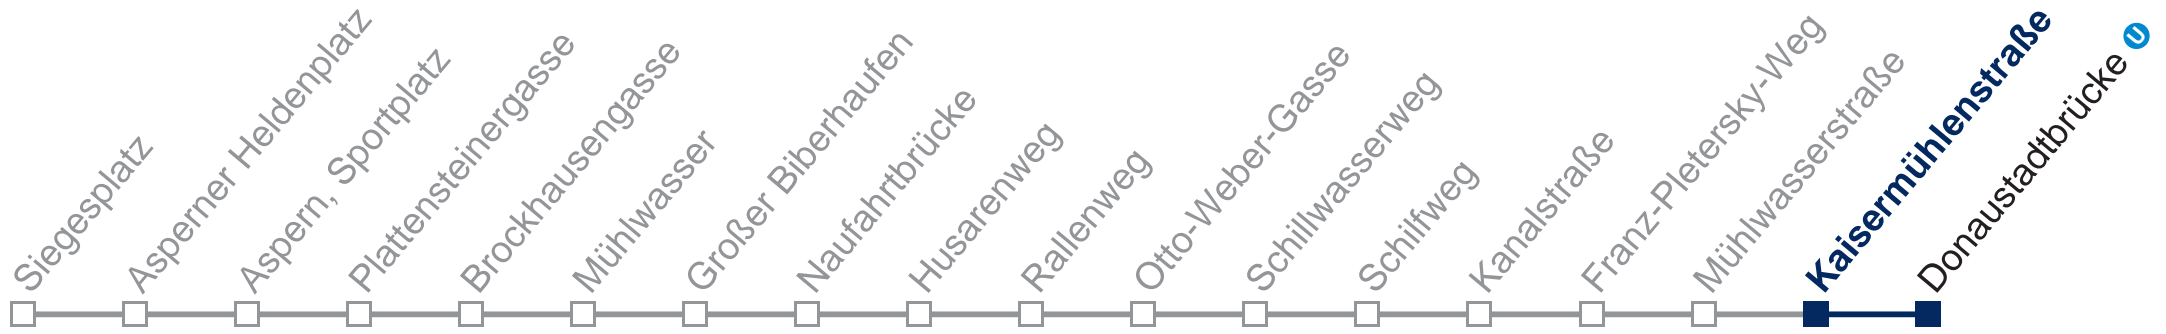 Siegesplatz
Asperner Heldenplatz
Aspern, Sportplatz
Plattensteinergasse
Brockhausengasse
Mühlwasser
Großer Biberhaufen
Naufahrtbrücke
Husarenweg
Rallenweg
Otto-Weber-Gasse
Schillwasserweg
Schilfweg
Kanalstraße
Franz-Pletersky-Weg
Mühlwasserstraße
Kaisermühlenstraße
Donaustadtbrücke U